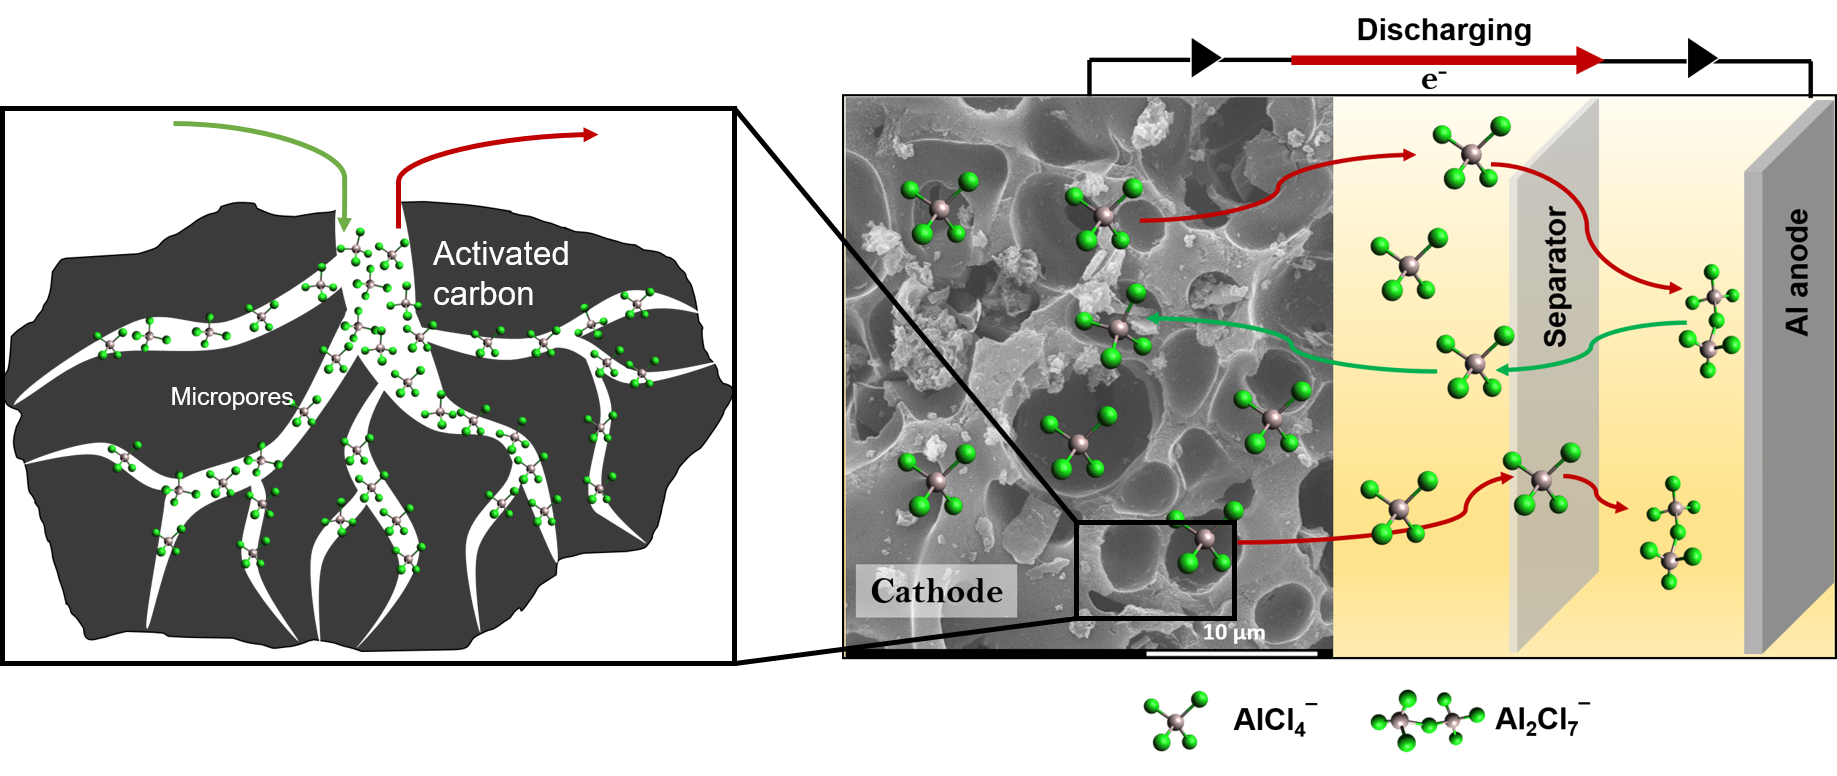 Discharging
e-
Activated
carbon
Micropores
Separator
Al anode
Cathode
10 µm
AlCl₄⁻
Al₂Cl₇⁻